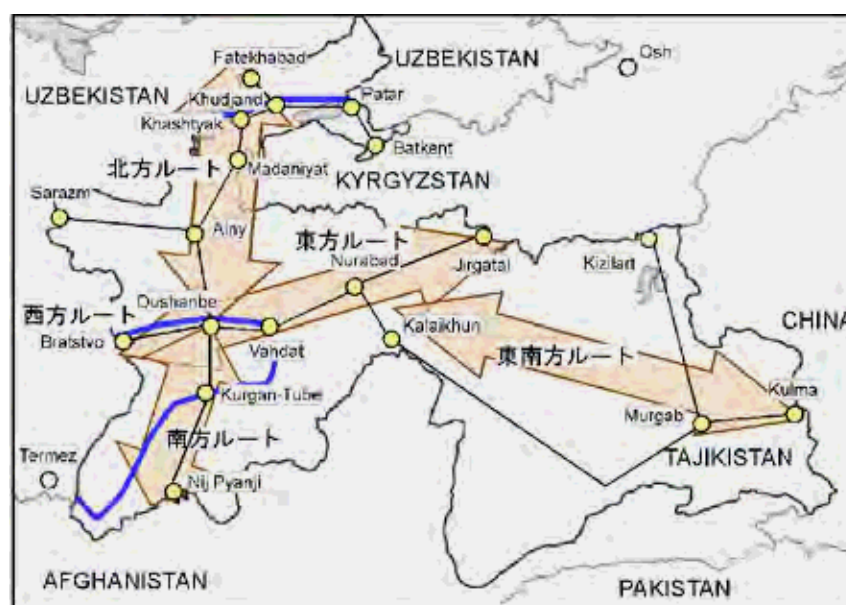 Fatekhabad
UZBEKISTAN
Osh
UZBEKISTAN
Khudjand
Patar
Khashtyak
Batkent
北方ルート
Madaniyat
KYRGYZSTAN
Sarazm
Ainy
東方ルート
Jirgatal
Kizilart
Nurabad
Dushanbe
西方ルート
Bratstvo
Vahdat
Kalaikhun
CHINA
東南方ルート
Kulma
Kurgan-Tube
Murgab
南方ルート
TAJIKISTAN
Termez
Nij Pyanji
AFGHANISTAN
PAKISTAN